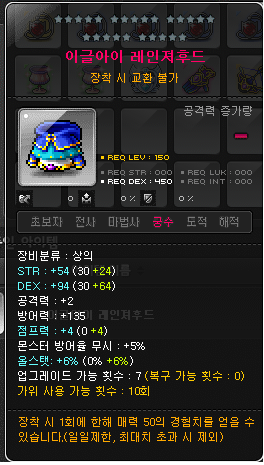 이글아이 레인져후드
장착 시 교환 불가
공격력 증가량
REQ LEV : 150
REQ STR : 000
REQ LUK : 000
REQ DEX : 450
REQ INT : 000
0 0 % 0 %
초보자 전사 마법사 궁수 도적 해적
장비분류 : 상의
STR : +54 (30 +24)
DEX : +94 (30 +64)
공격력 : +2
방어력 : +135
점프력 : +4 (0 +4)
몬스터 방어율 무시 : +5%
올스탯: +6% (0% +6%)
업그레이드 가능 횟수 : 7 (복구 가능 횟수 : 0)
가위 사용 가능 횟수 : 10회
장착 시 1회에 한해 매력 50의 경험치를 얻을 수
있습니다.(일일제한, 최대치 초과 시 제외)